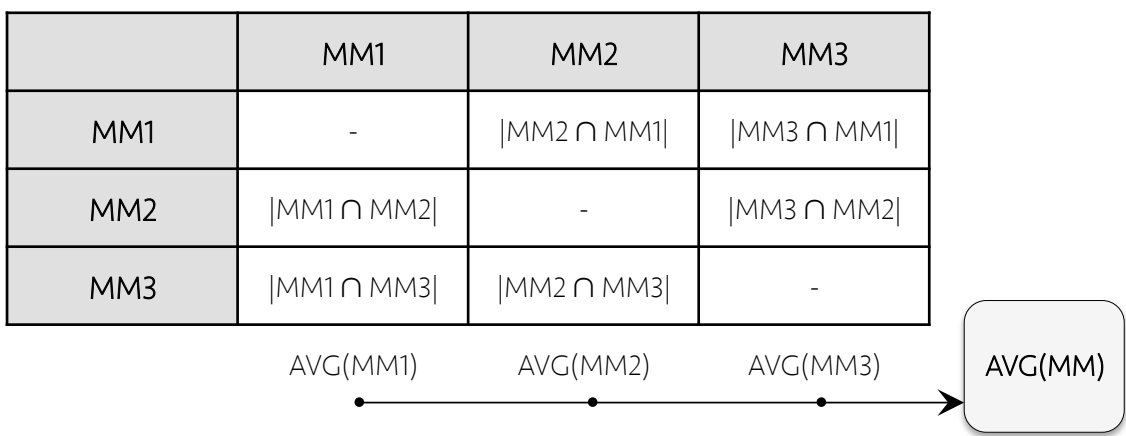 MM1 MM2 MM3
MM1 - |MM2 ∩ MM1| |MM3 ∩ MM1|
MM2 |MM1 ∩ MM2| - |MM3 ∩ MM2|
MM3 |MM1 ∩ MM3| |MM2 ∩ MM3| -
AVG(MM1) AVG(MM2) AVG(MM3) AVG(MM)